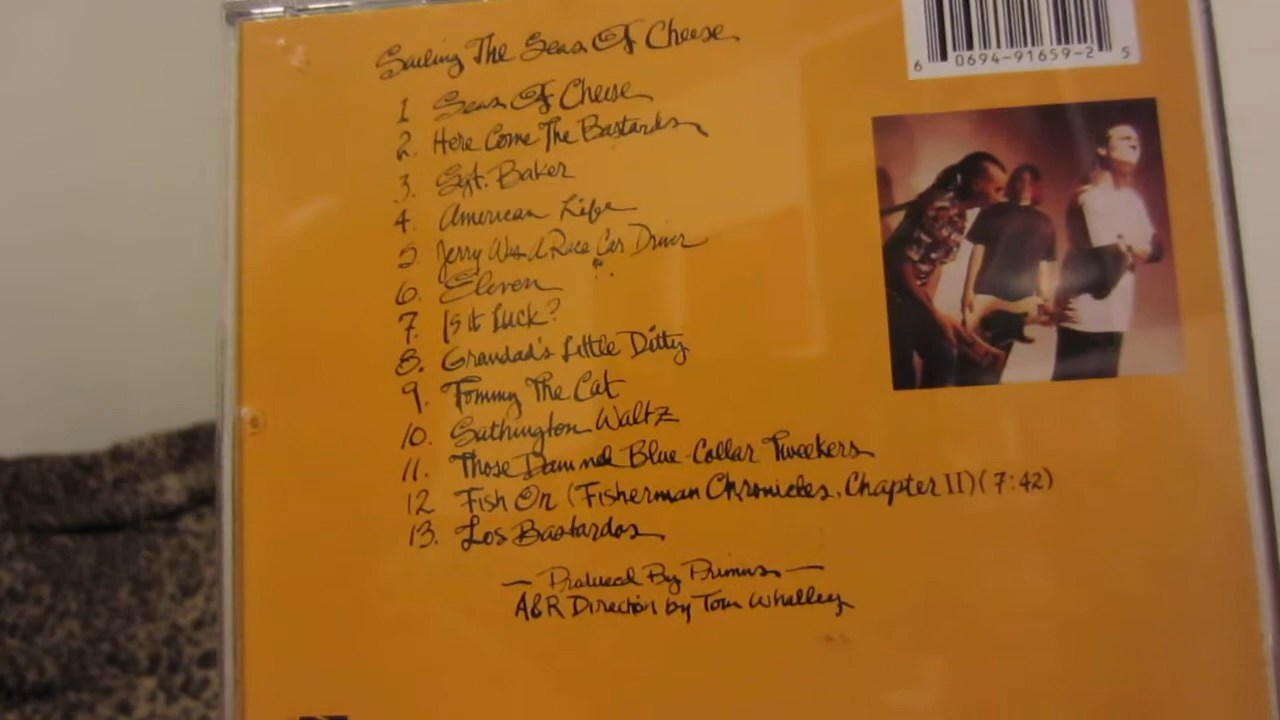 Sailing The Seas Of Cheese
1 Seas Of Cheese
2. Here Come The Bastards
3. Sgt. Baker
4. American Life
5 Jerry Was A Race Car Driver
6. Eleven
7. Is it Luck?
8. Grandad's Little Ditty
9. Tommy The Cat
10. Sathington Waltz
11. Those Damned Blue-Collar Tweekers
12 Fish On (Fisherman Chronicles, Chapter II) (7:42)
13. Los Bastardos
— Produced By Primus —
A&R Direction by Tom Whalley
6 0694-91659-2 5